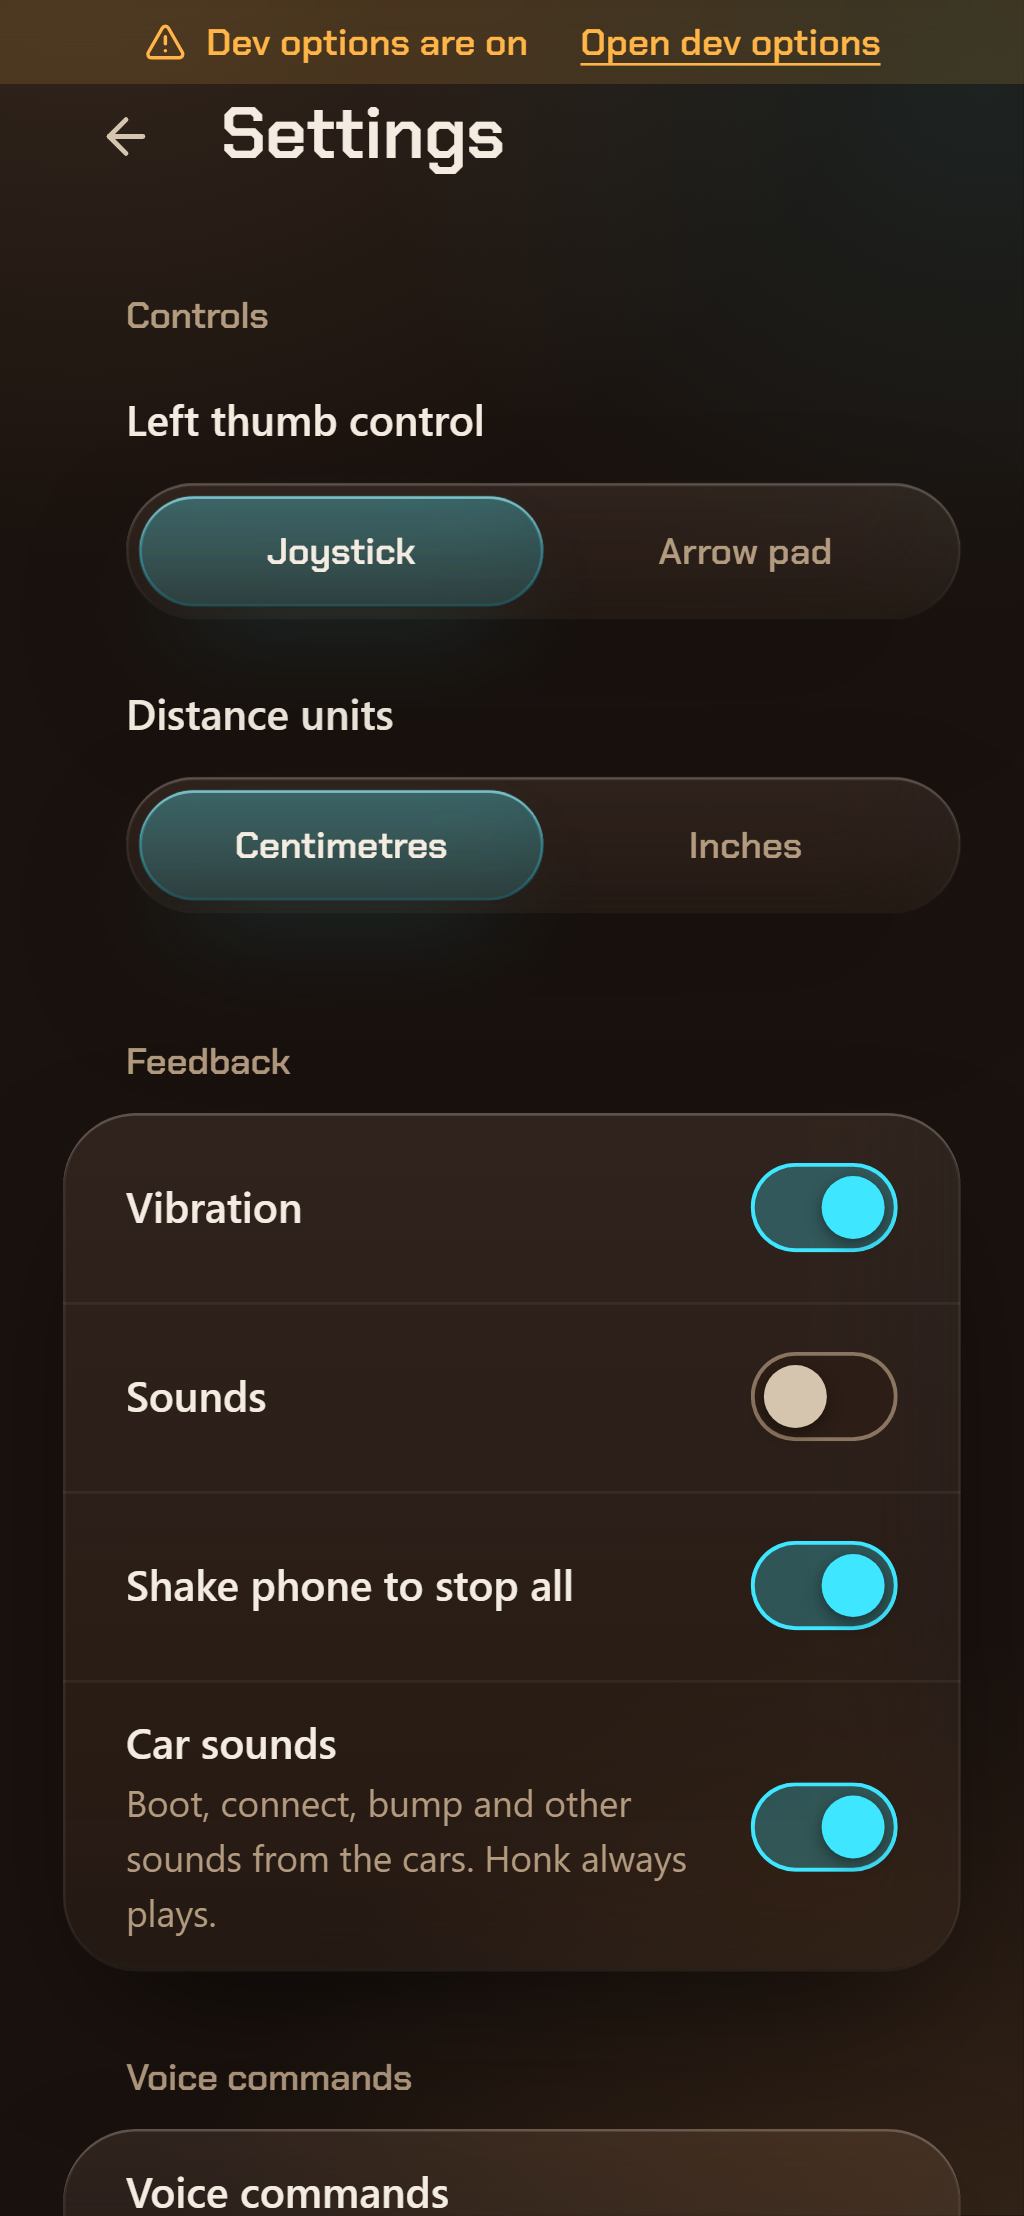 Dev options are on Open dev options
Settings
Controls
Left thumb control
Joystick Arrow pad
Distance units
Centimetres Inches
Feedback
Vibration
Sounds
Shake phone to stop all
Car sounds
Boot, connect, bump and other
sounds from the cars. Honk always
plays.
Voice commands
Voice commands